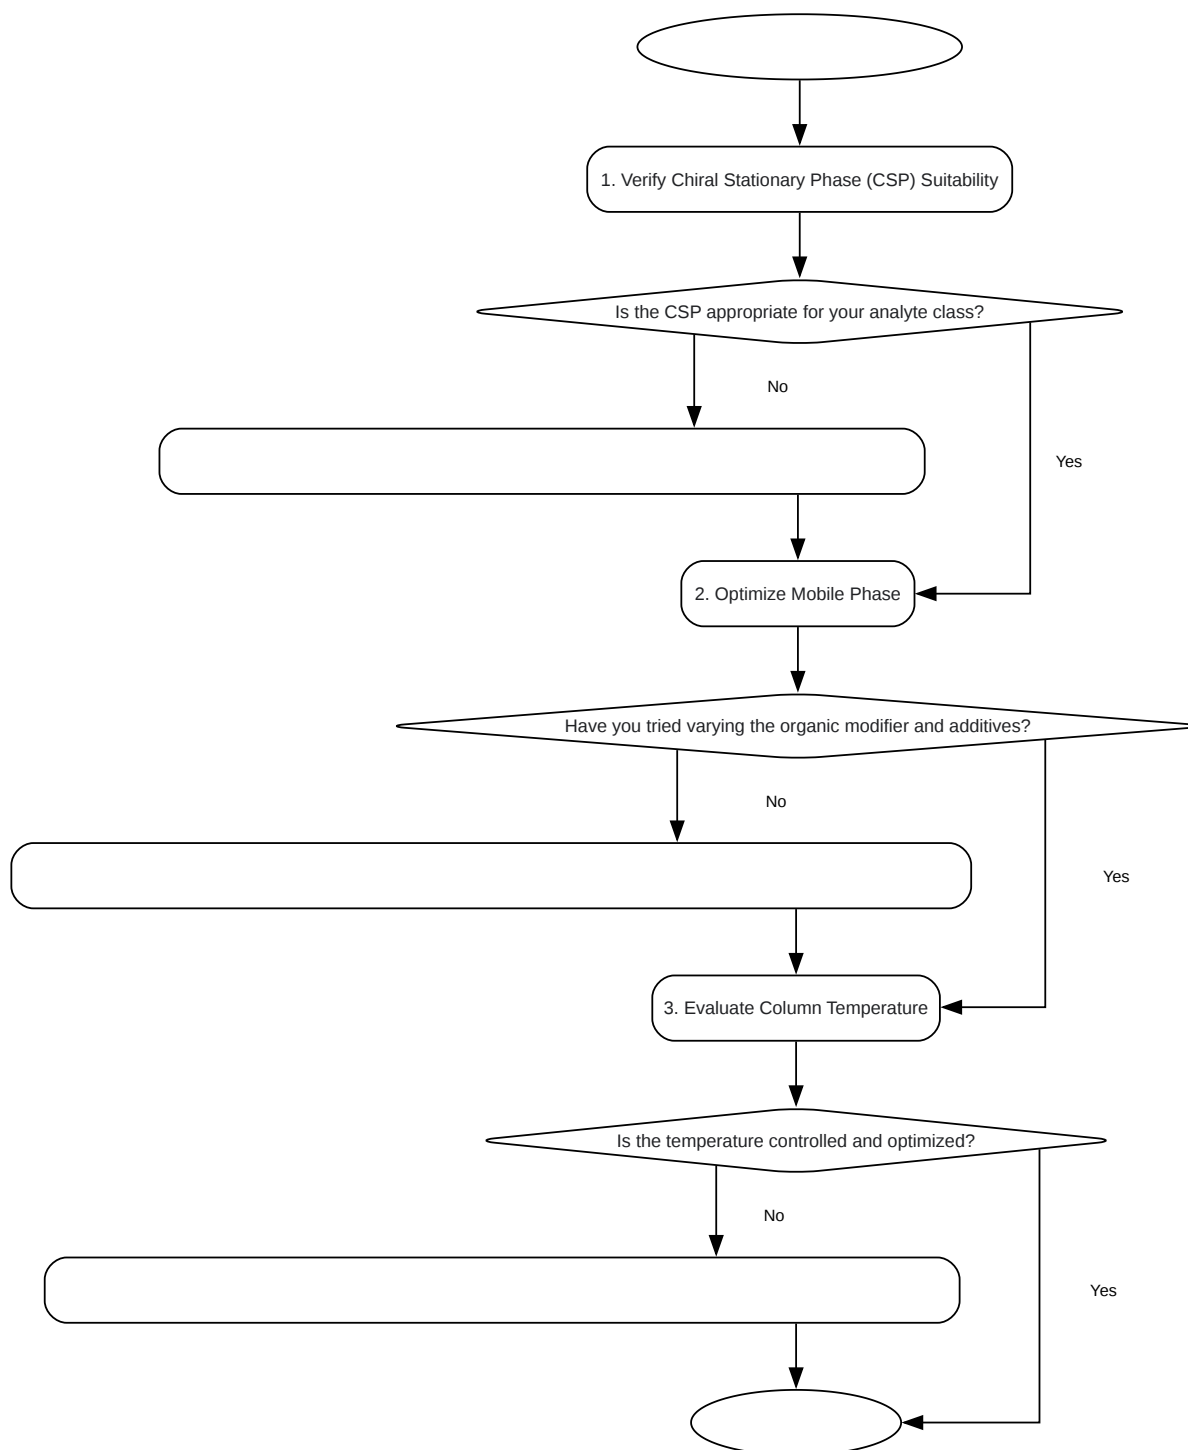 1. Verify Chiral Stationary Phase (CSP) Suitability
Is the CSP appropriate for your analyte class?
No
Yes
2. Optimize Mobile Phase
Have you tried varying the organic modifier and additives?
No
Yes
3. Evaluate Column Temperature
Is the temperature controlled and optimized?
No
Yes